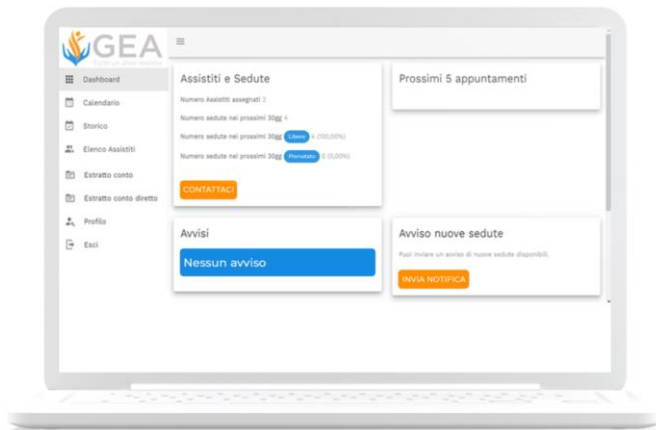 GEA
Dashboard
Calendario
Storico
Elenco Assistiti
Estratto conto
Estratto conto diretto
Profilo
Esci
Assistiti e Sedute
Numero Assistiti assegnati 2
Numero sedute nei prossimi 30gg 4
Numero sedute nei prossimi 30gg Libere 4 (100,00%)
Numero sedute nei prossimi 30gg Prenotate 0 (0,00%)
CONTATTACI
Prossimi 5 appuntamenti
Avvisi
Nessun avviso
Avviso nuove sedute
Puoi inviare un avviso di nuove sedute disponibili.
INVIA NOTIFICA